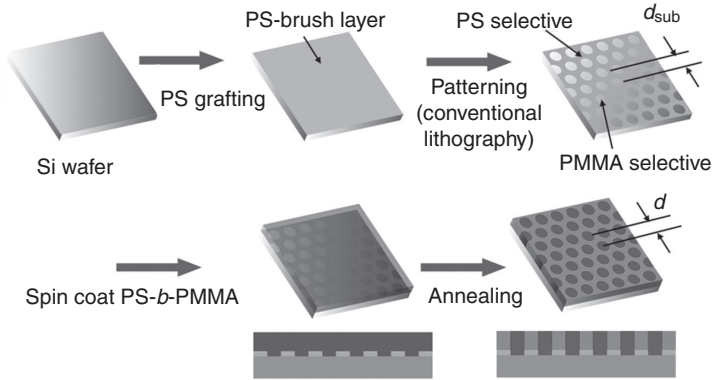 PS-brush layer
PS selective
d_sub
PS grafting
Patterning
(conventional
lithography)
Si wafer
PMMA selective
d
Spin coat PS-b-PMMA
Annealing